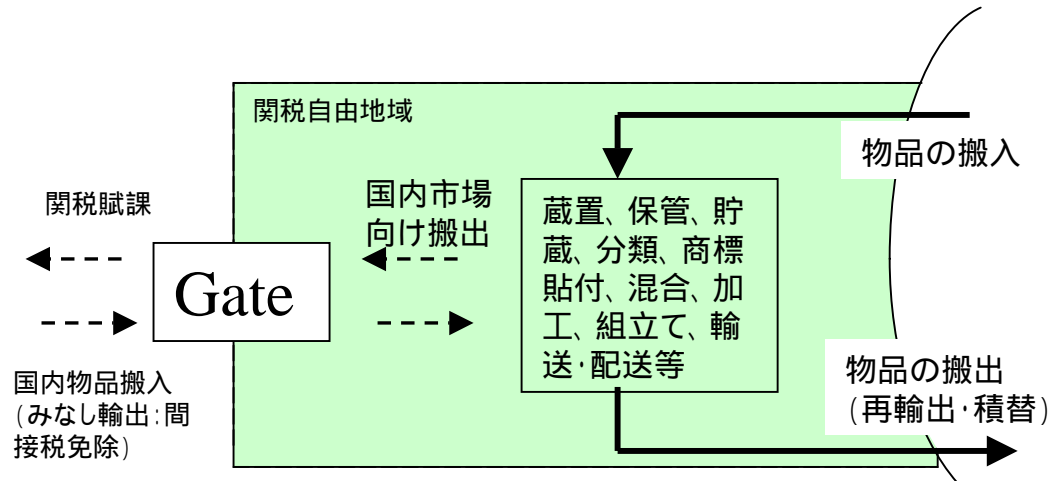 関税自由地域
物品の搬入
関税賦課
国内市場
向け搬出
蔵置、保管、貯
蔵、分類、商標
貼付、混合、加
工、組立て、輸
送・配送等
Gate
国内物品搬入
(みなし輸出:間
接税免除)
物品の搬出
(再輸出・積替)